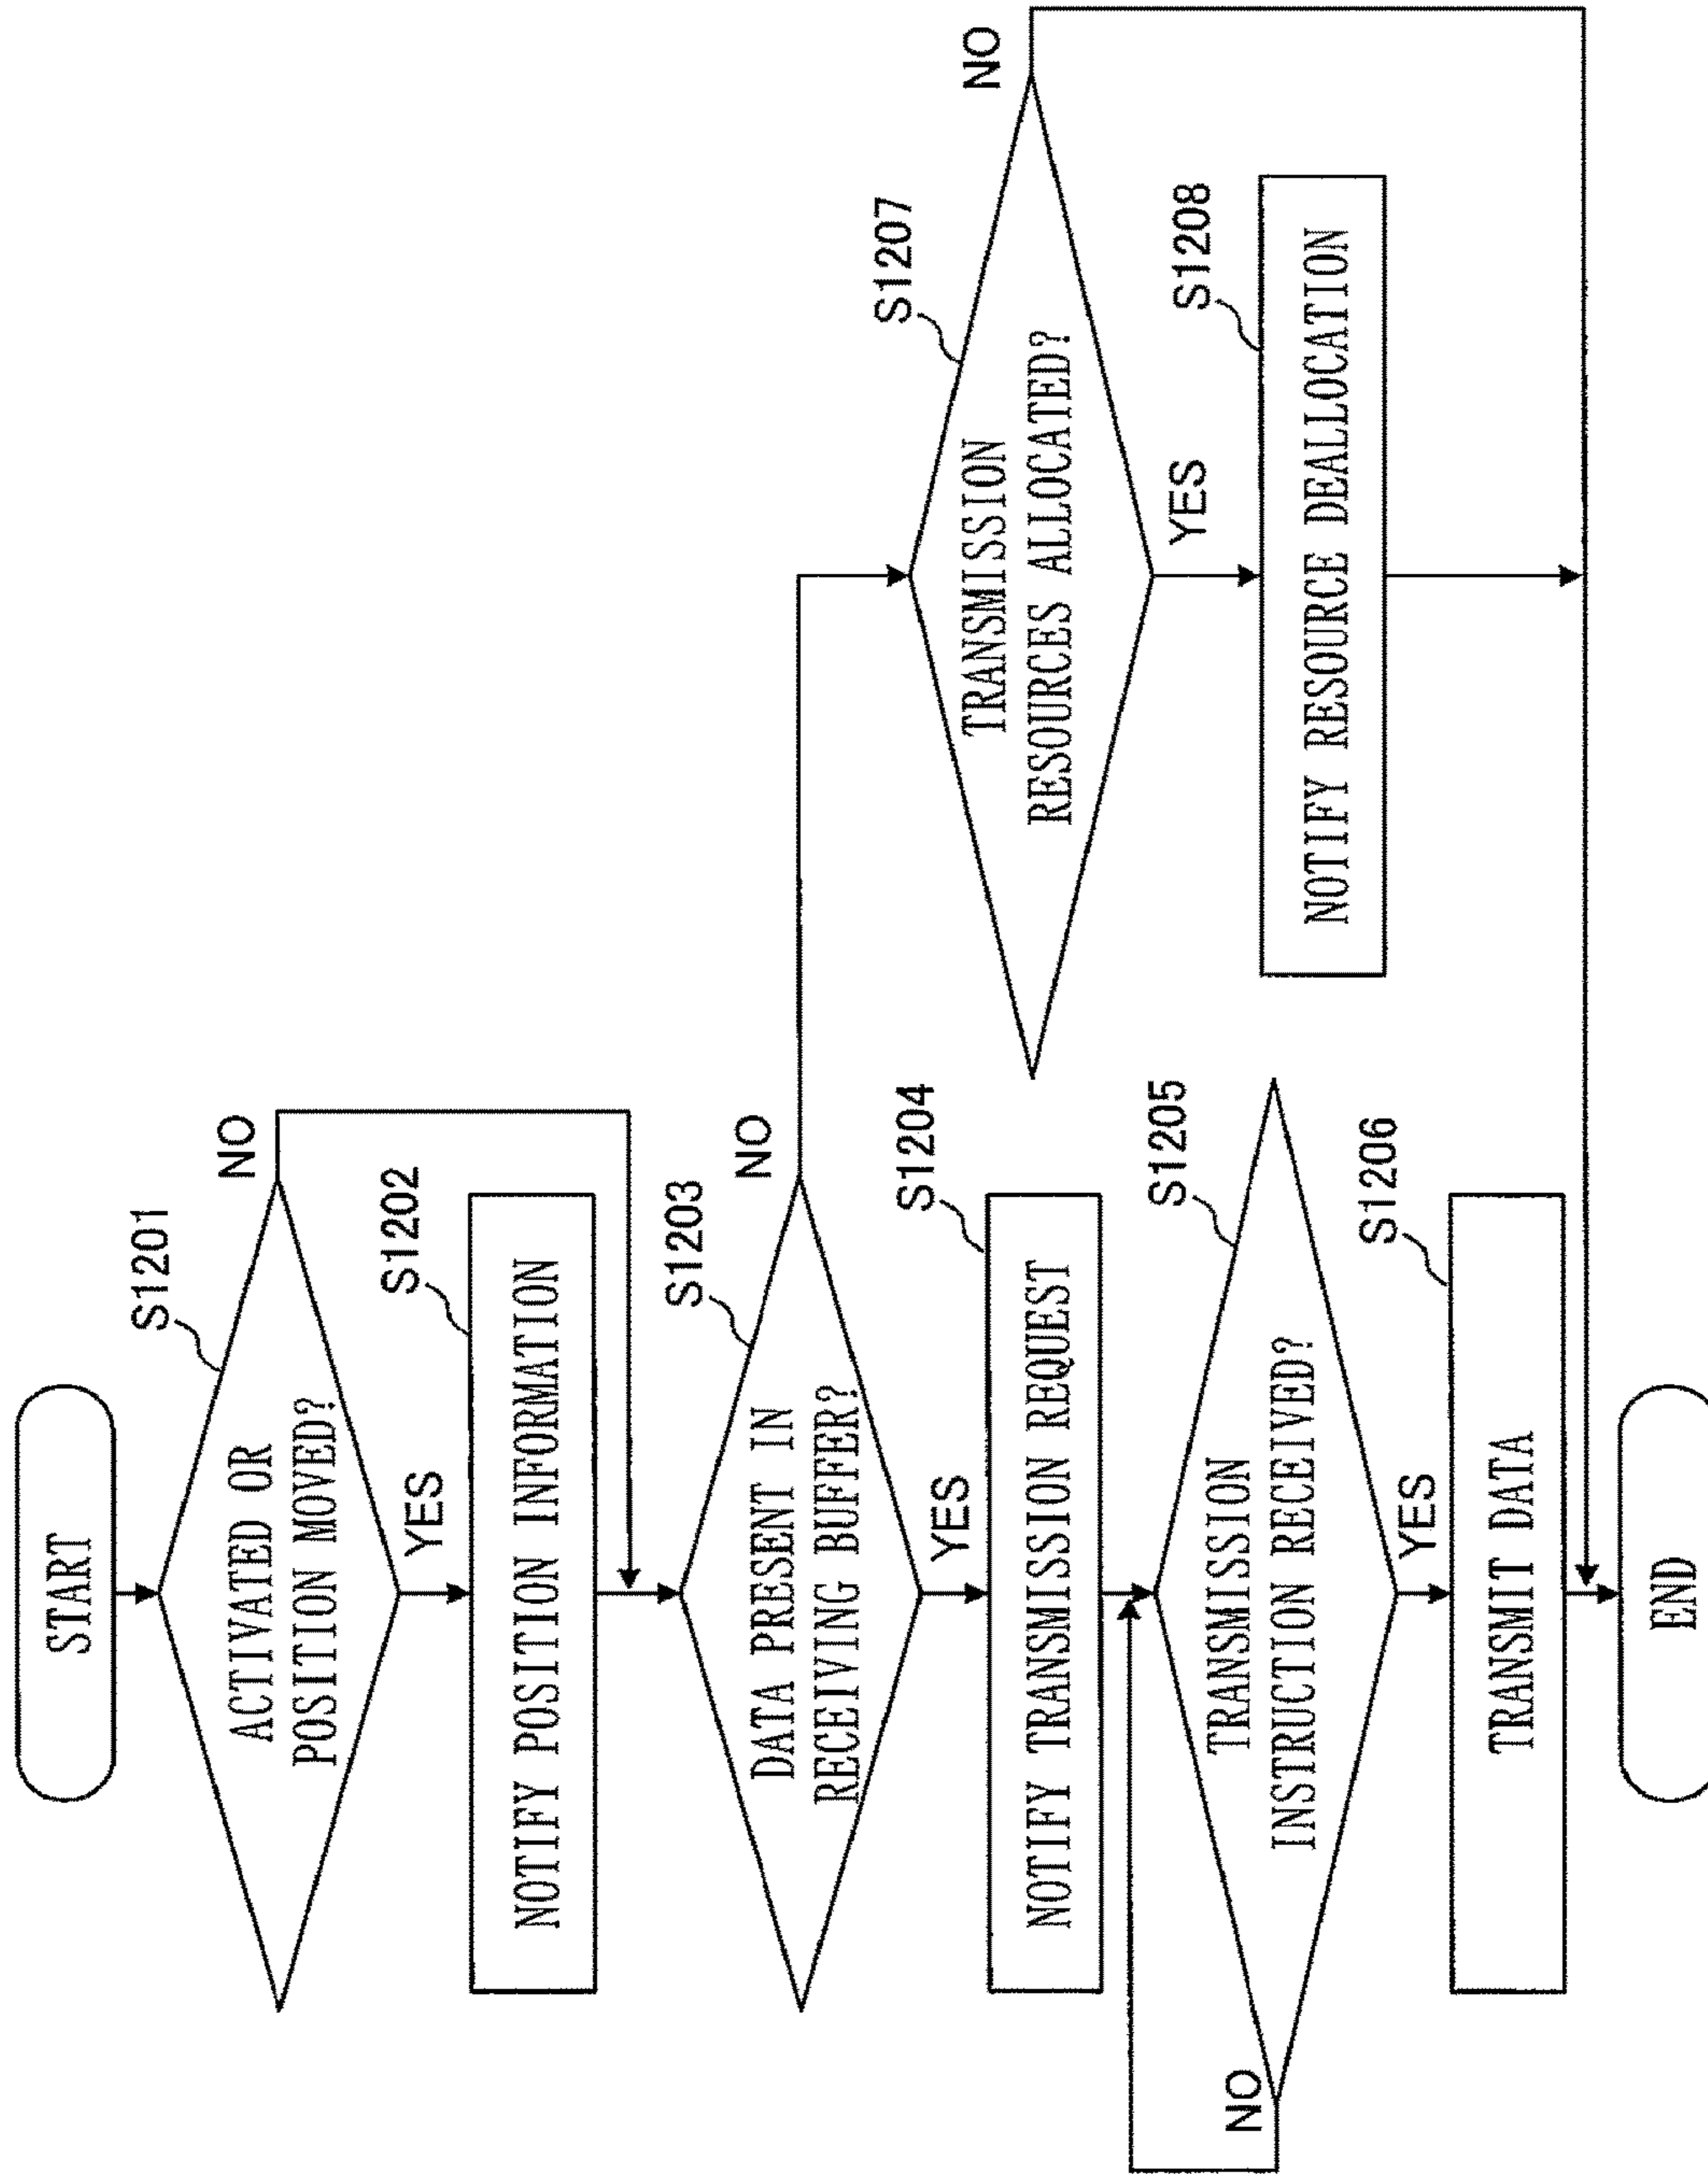 START
S1201
ACTIVATED OR
POSITION MOVED?
NO
YES
S1202
NOTIFY POSITION INFORMATION
S1203
DATA PRESENT IN
RECEIVING BUFFER?
NO
YES
S1204
NOTIFY TRANSMISSION REQUEST
S1205
TRANSMISSION
INSTRUCTION RECEIVED?
NO
YES
S1206
TRANSMIT DATA
S1207
TRANSMISSION
RESOURCES ALLOCATED?
NO
YES
S1208
NOTIFY RESOURCE DEALLOCATION
END